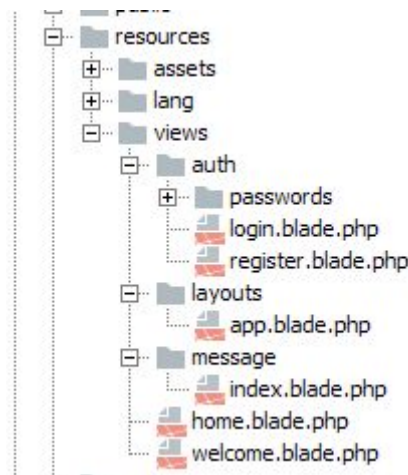 public
resources
assets
lang
views
auth
passwords
login.blade.php
register.blade.php
layouts
app.blade.php
message
index.blade.php
home.blade.php
welcome.blade.php